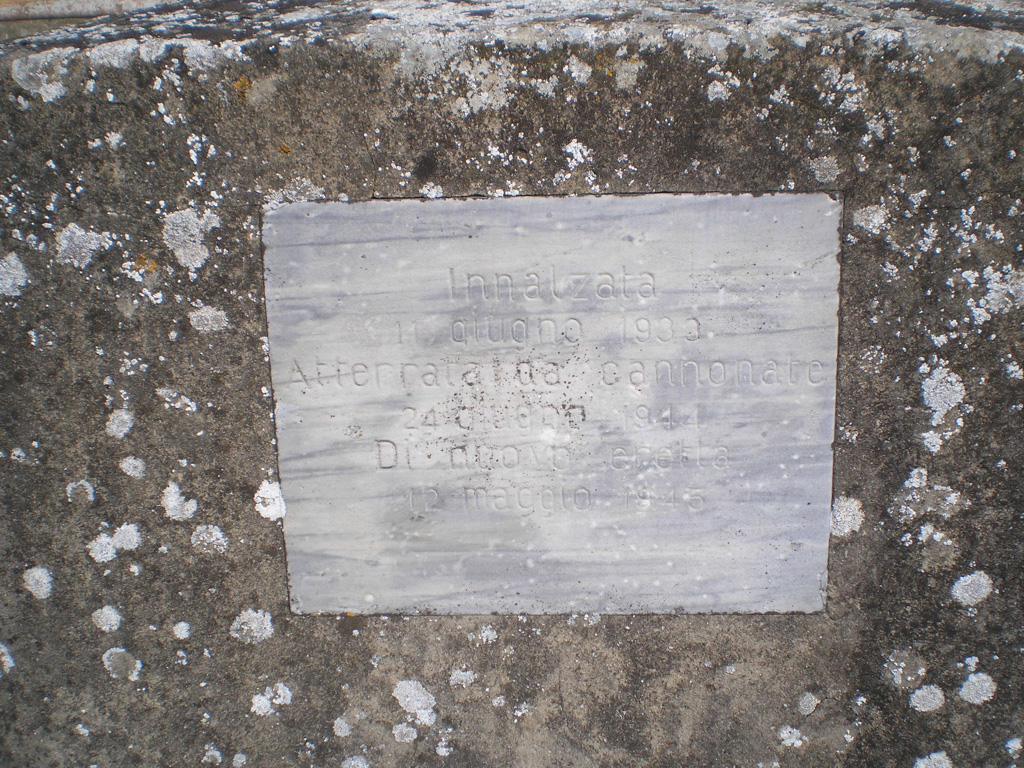 Innalzata
11 giugno 1933
Atterrata da cannonate
24 giugno 1944
Di nuovo eretta
12 maggio 1945